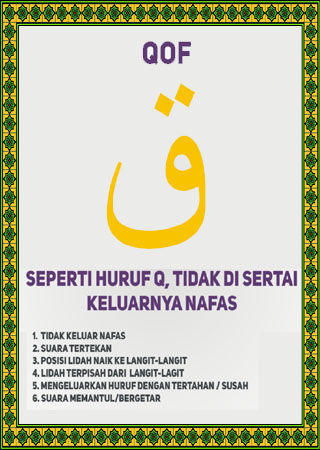 QOF
ق
SEPERTI HURUF Q, TIDAK DI SERTAI
KELUARNYA NAFAS
1. TIDAK KELUAR NAFAS
2. SUARA TERTEKAN
3. POSISI LIDAH NAIK KE LANGIT-LANGIT
4. LIDAH TERPISAH DARI LANGIT-LAGIT
5. MENGELUARKAN HURUF DENGAN TERTAHAN / SUSAH
6. SUARA MEMANTUL/BERGETAR